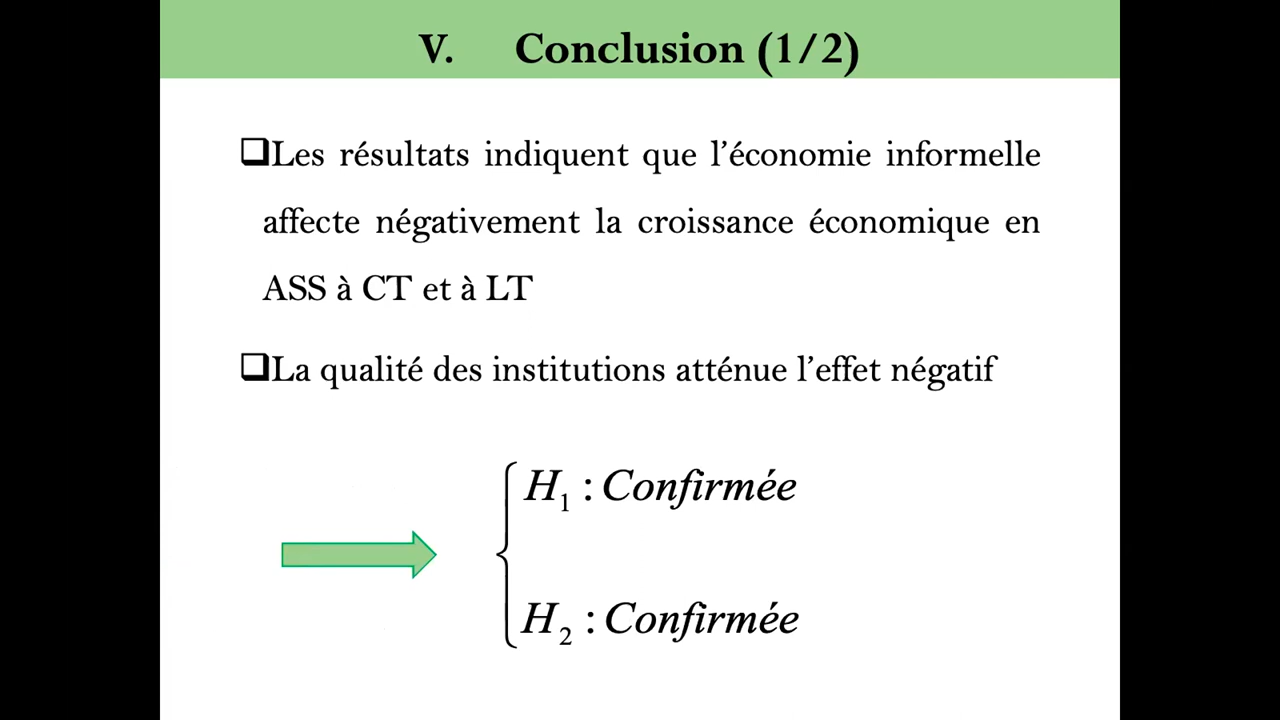 V. Conclusion (1/2)
❑Les résultats indiquent que l’économie informelle
affecte négativement la croissance économique en
ASS à CT et à LT
❑La qualité des institutions atténue l’effet négatif
H₁ : Confirmée
H₂ : Confirmée